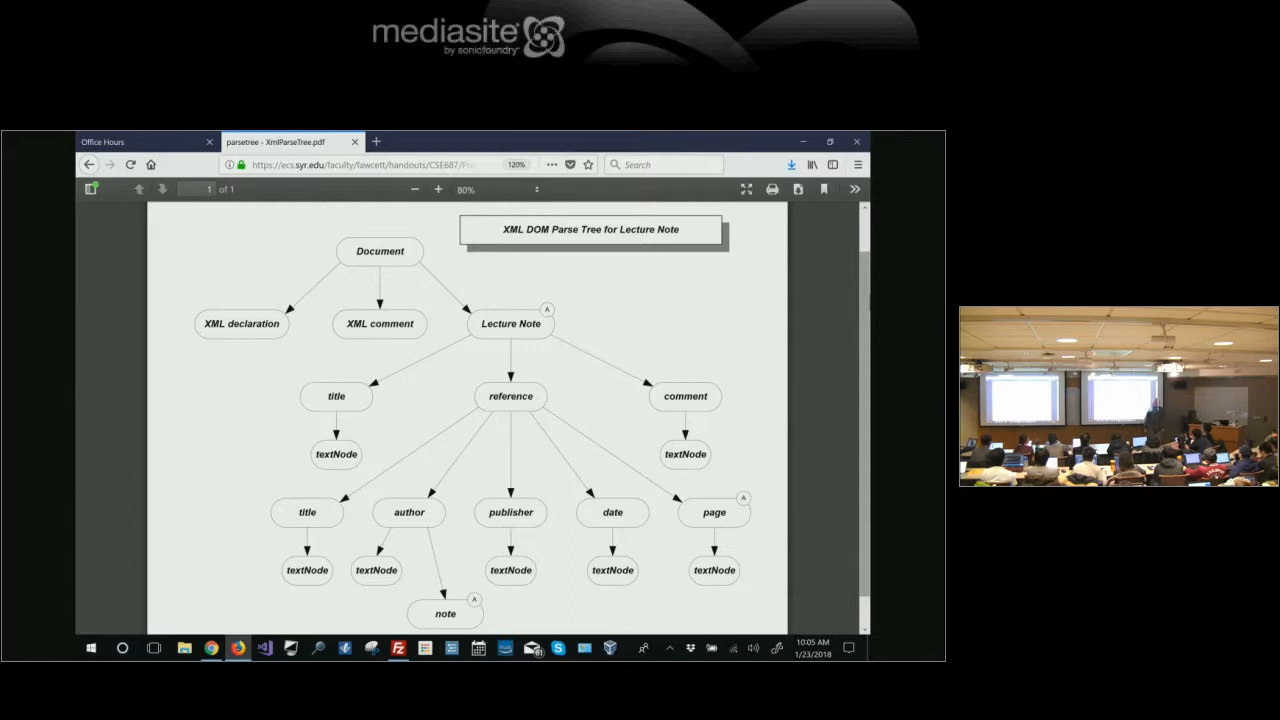 mediasite
by sonicfoundry
Office Hours
parsetree - XmlParseTree.pdf
https://ecs.syr.edu/faculty/fawcett/handouts/CSE687/Pre
120%
Search
1 of 1
80%
XML DOM Parse Tree for Lecture Note
Document
A
XML declaration XML comment Lecture Note
title reference comment
textNode textNode
A
title author publisher date page
textNode textNode textNode textNode textNode
A
note
10:05 AM
1/23/2018